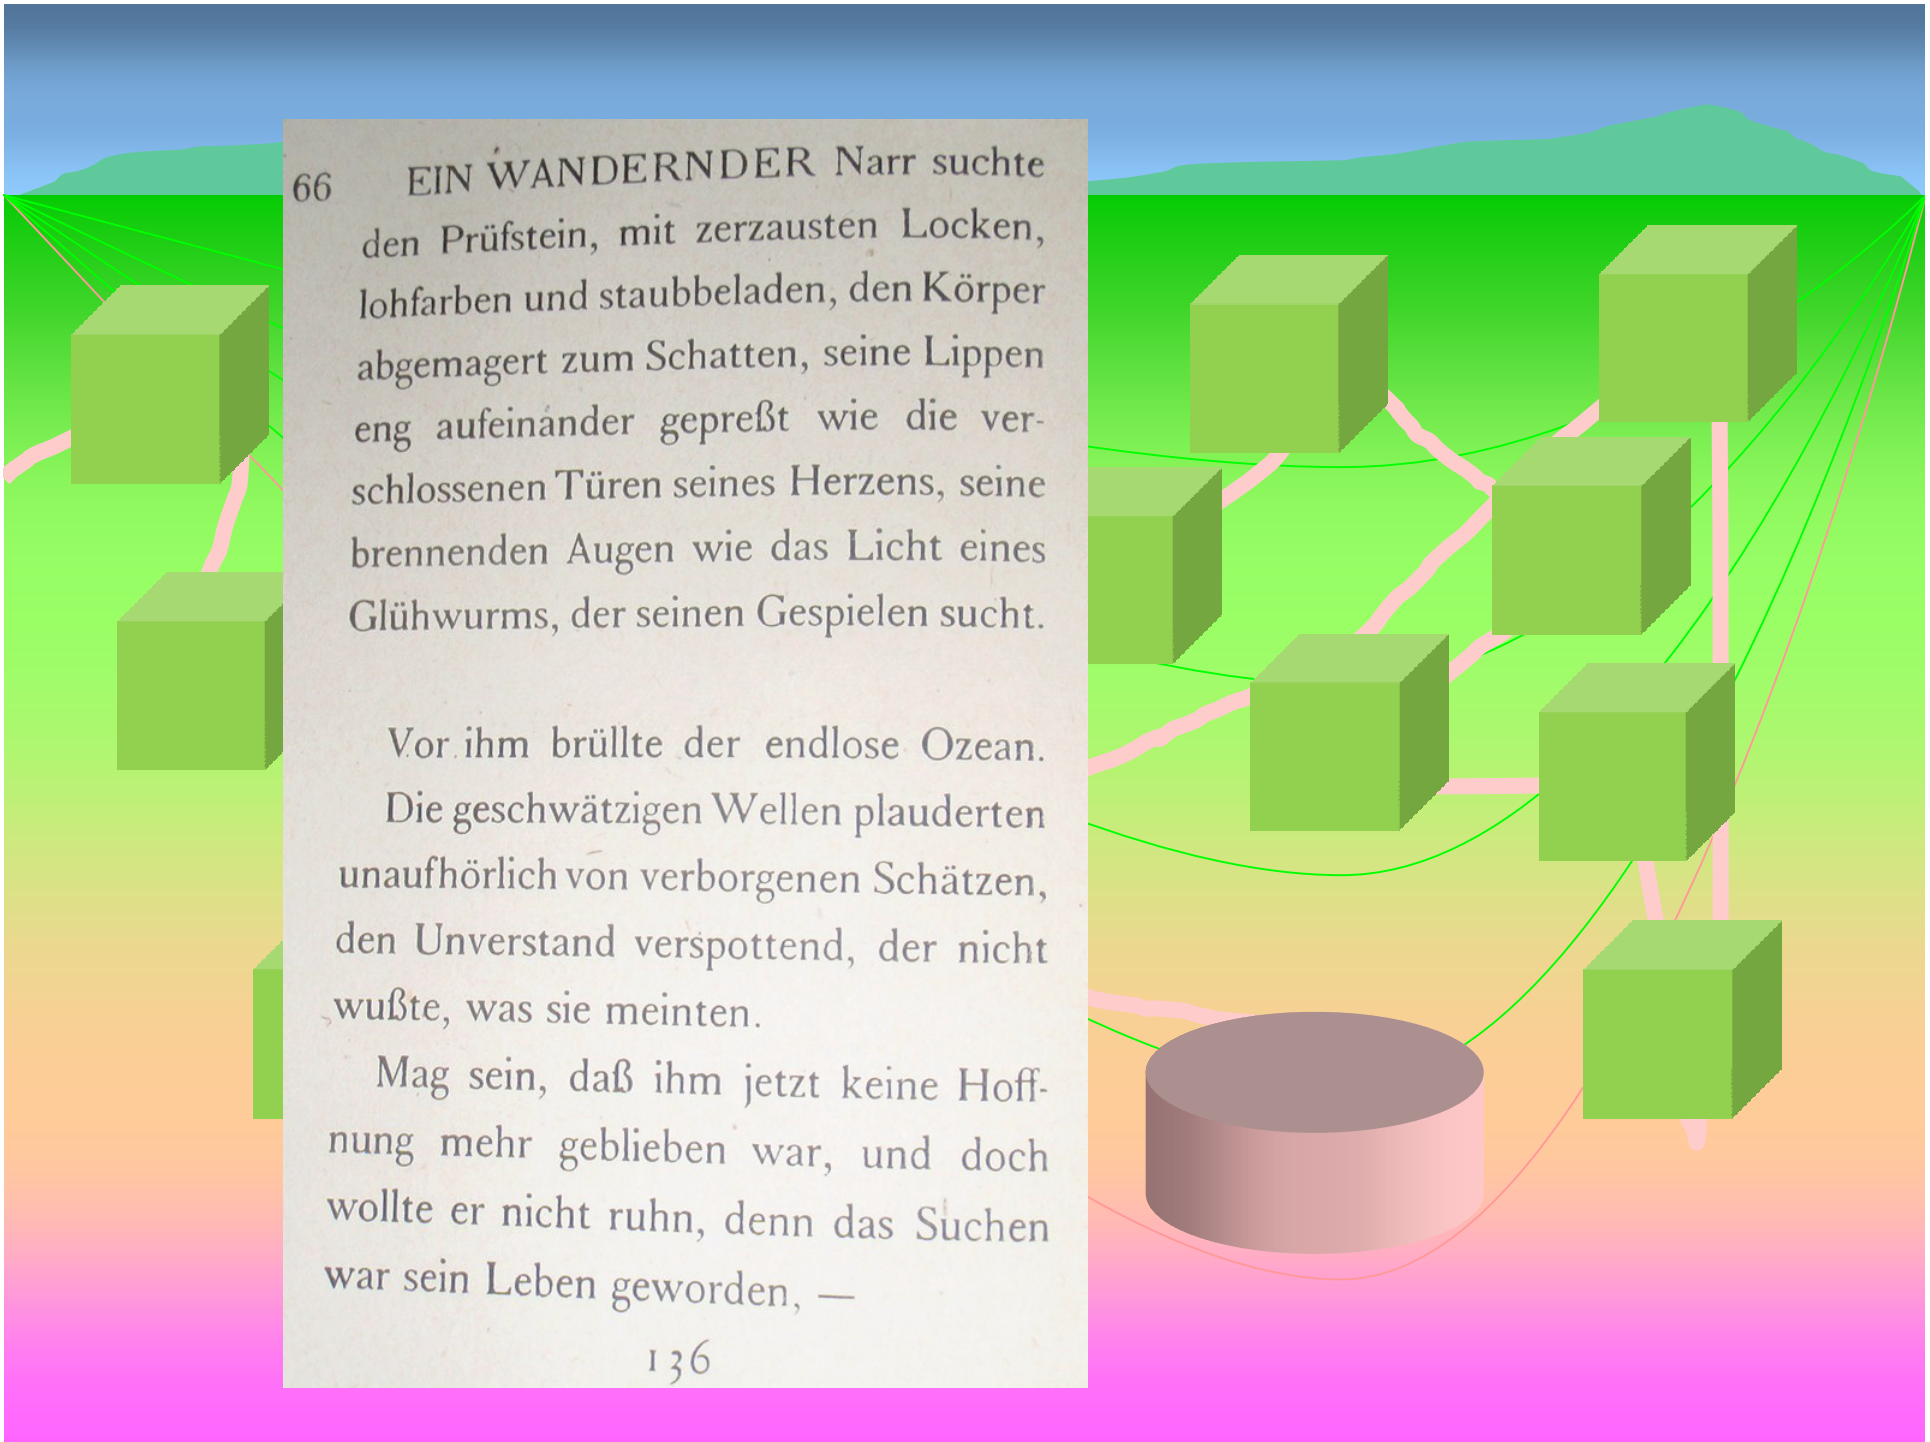 66 EIN WANDERNDER Narr suchte
den Prüfstein, mit zerzausten Locken,
lohfarben und staubbeladen, den Körper
abgemagert zum Schatten, seine Lippen
eng aufeinander gepreßt wie die ver-
schlossenen Türen seines Herzens, seine
brennenden Augen wie das Licht eines
Glühwurms, der seinen Gespielen sucht.
Vor ihm brüllte der endlose Ozean.
Die geschwätzigen Wellen plauderten
unaufhörlich von verborgenen Schätzen,
den Unverstand verspottend, der nicht
wußte, was sie meinten.
Mag sein, daß ihm jetzt keine Hoff-
nung mehr geblieben war, und doch
wollte er nicht ruhn, denn das Suchen
war sein Leben geworden, —
136